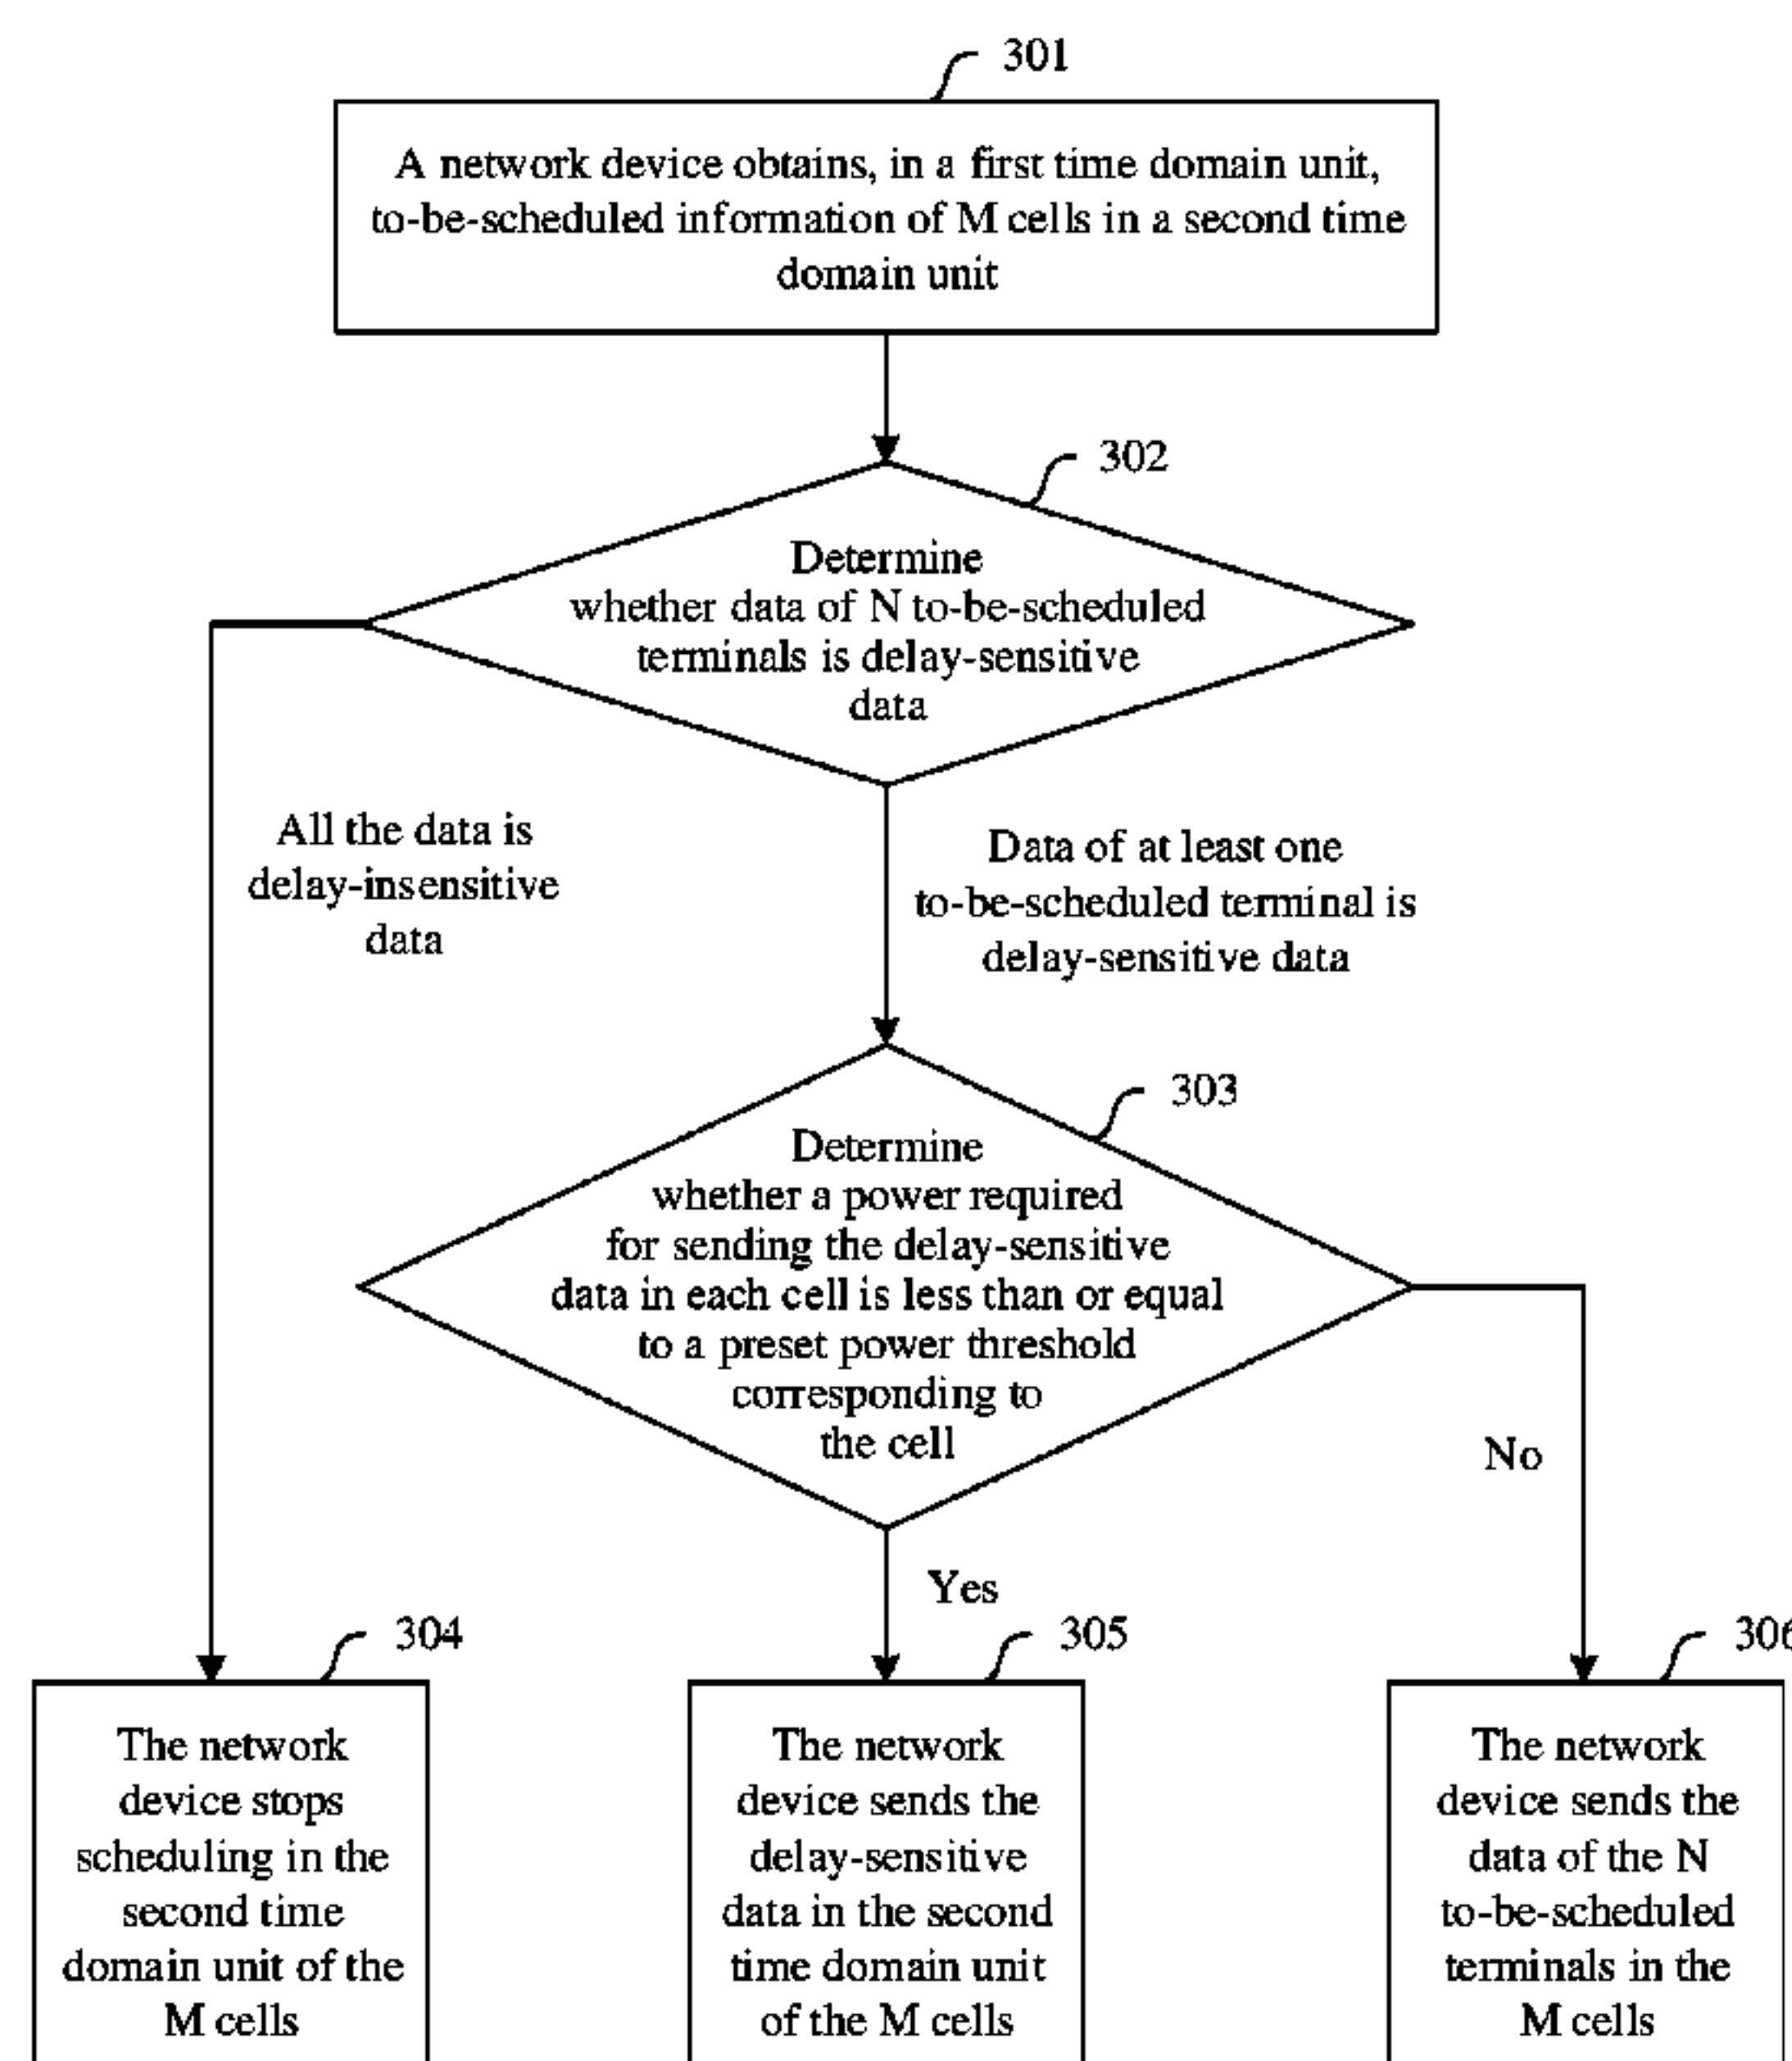 301
A network device obtains, in a first time domain unit,
to-be-scheduled information of M cells in a second time
domain unit
302
Determine
whether data of N to-be-scheduled
terminals is delay-sensitive
data
All the data is
delay-insensitive
data
Data of at least one
to-be-scheduled terminal is
delay-sensitive data
303
Determine
whether a power required
for sending the delay-sensitive
data in each cell is less than or equal
to a preset power threshold
corresponding to
the cell
No
Yes
304
The network
device stops
scheduling in the
second time
domain unit of the
M cells
305
The network
device sends the
delay-sensitive
data in the second
time domain unit
of the M cells
306
The network
device sends the
data of the N
to-be-scheduled
terminals in the
M cells